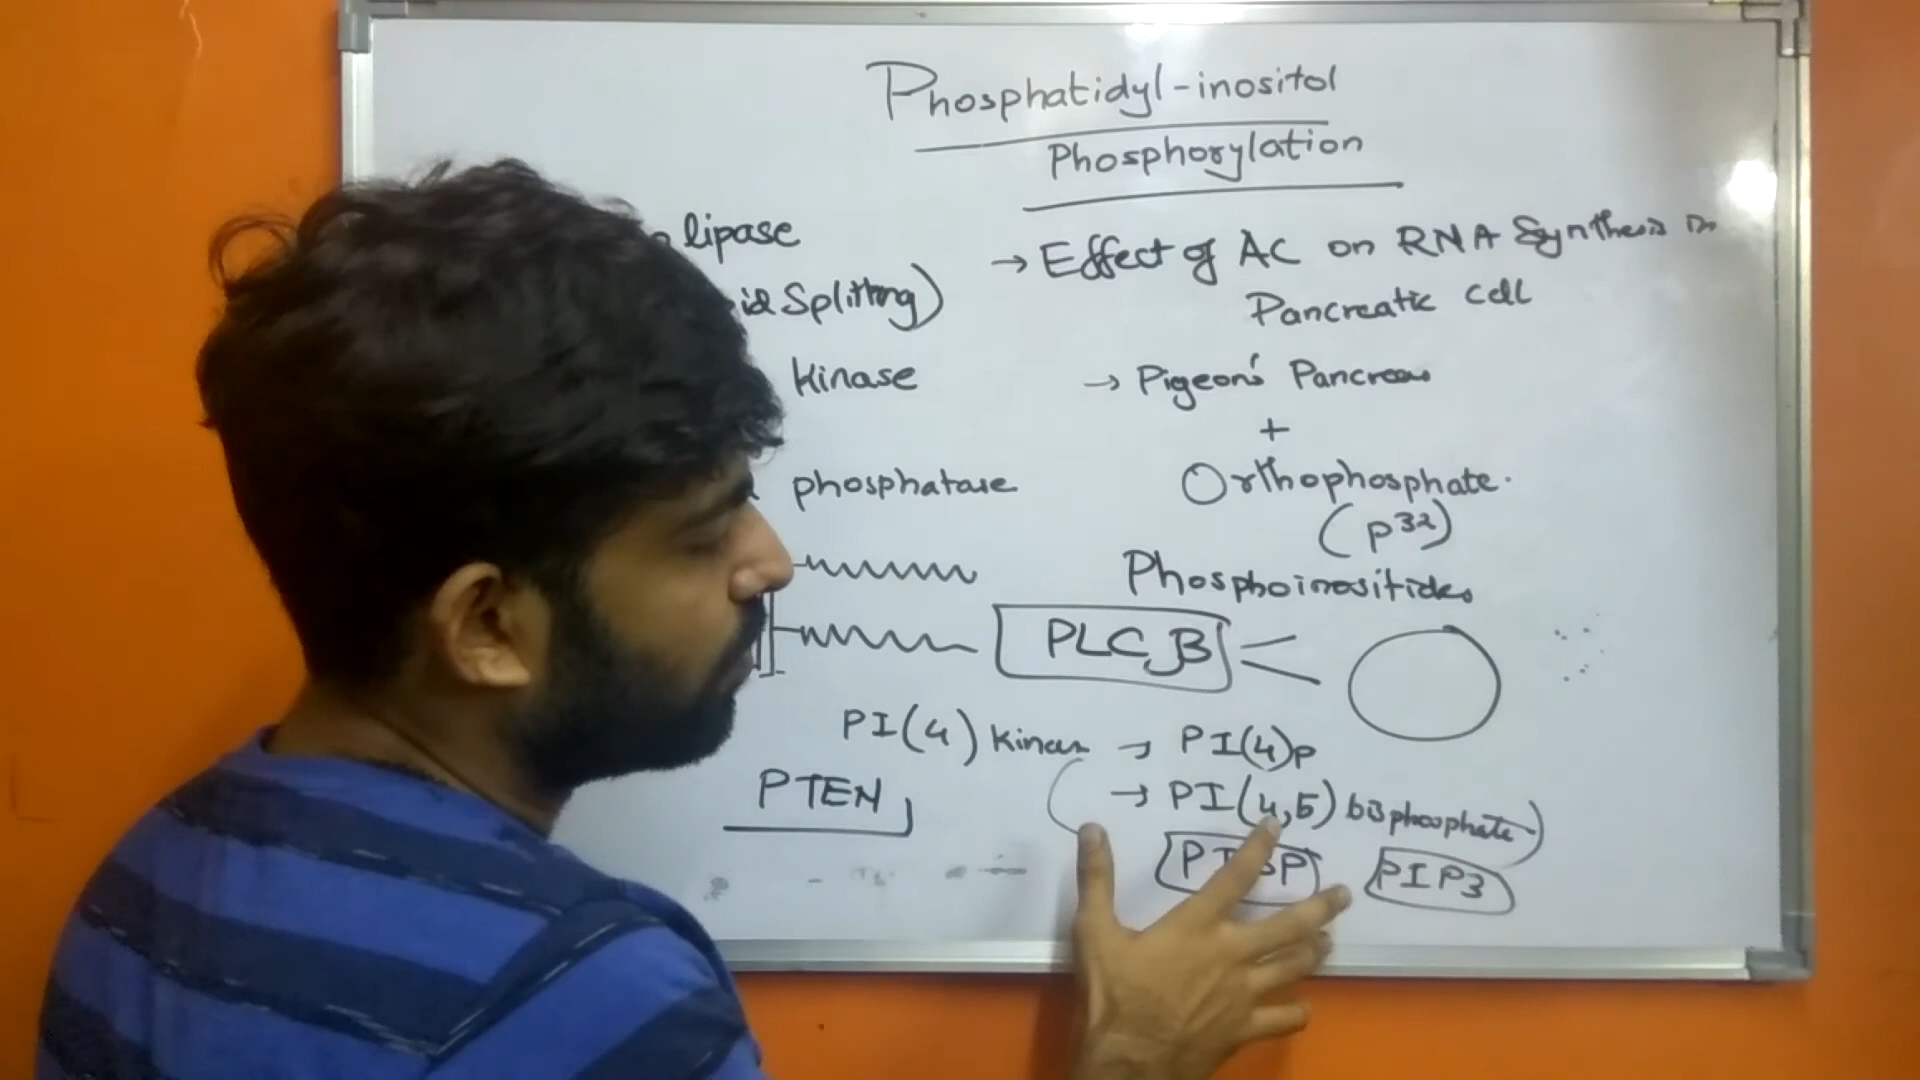 Phosphatidyl-inositol
Phosphorylation
lipase
Splitting)
Kinase
phosphatase
→ Effect of AC on RNA Synthesis in
Pancreatic cell
→ Pigeon's Pancreas
+
Orthophosphate.
(P32)
Phosphoinositides
PLC β
PI(4) Kinase → PI(4)P
→ PI(4,5) bisphosphate)
PTEN
PIP3